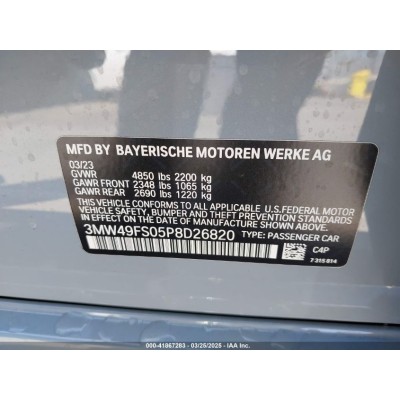 MFD BY BAYERISCHE MOTOREN WERKE AG
03/23
GVWR 4850 lbs 2200 kg
GAWR FRONT 2348 lbs 1065 kg
GAWR REAR 2690 lbs 1220 kg
THIS VEHICLE CONFORMS TO ALL APPLICABLE U.S. FEDERAL MOTOR
VEHICLE SAFETY, BUMPER, AND THEFT PREVENTION STANDARDS
IN EFFECT ON THE DATE OF MANUFACTURE SHOWN ABOVE.
3MW49FS05P8D26820 TYPE: PASSENGER CAR
C4P
7 315 814
000-41867293 - 03/25/2025 - IAA Inc.